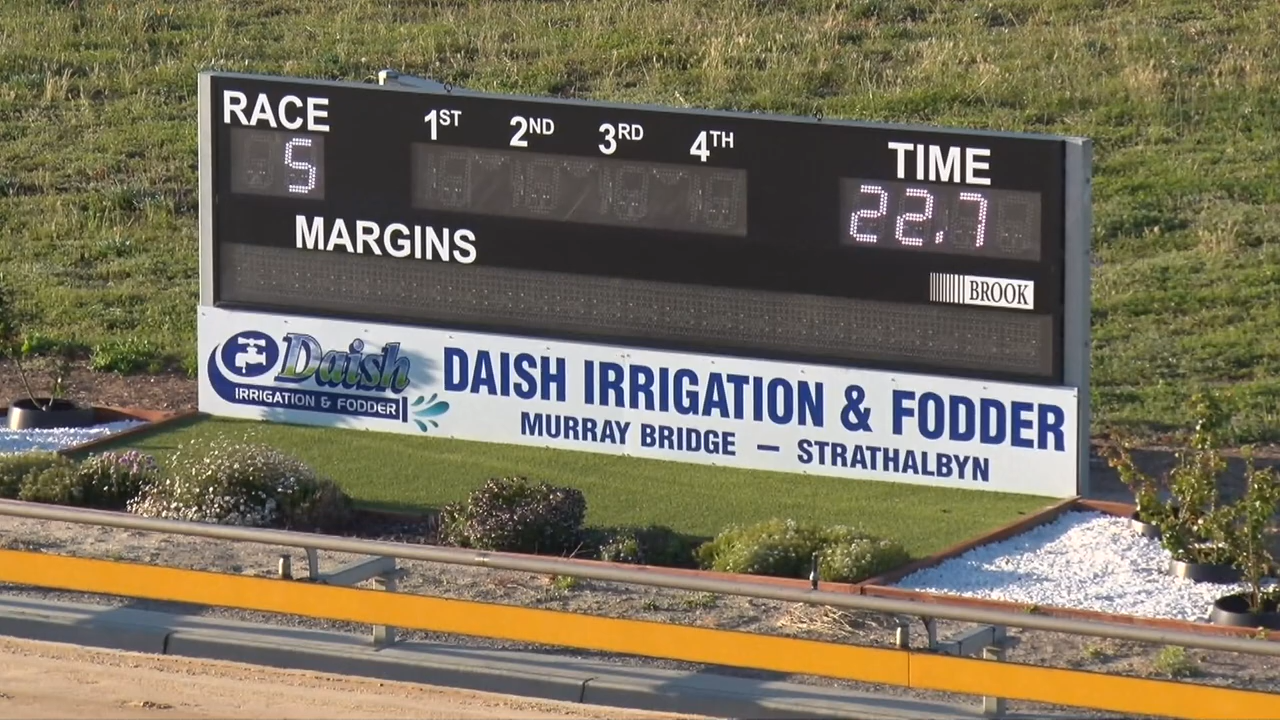 RACE 1ST 2ND 3RD 4TH TIME
5 22.7
MARGINS
BROOK
Daish
IRRIGATION & FODDER
DAISH IRRIGATION & FODDER
MURRAY BRIDGE — STRATHALBYN